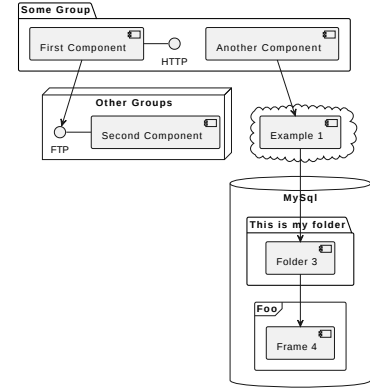 Some Group
First Component
HTTP
Another Component
Other Groups
FTP
Second Component
Example 1
MySql
This is my folder
Folder 3
Foo
Frame 4